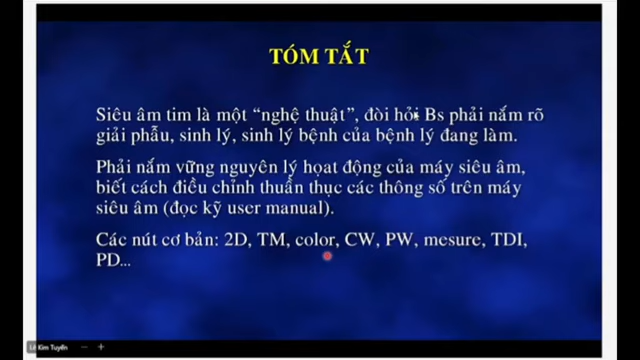 TÓM TẮT
Siêu âm tim là một “nghệ thuật”, đòi hỏi Bs phải nắm rõ
giải phẫu, sinh lý, sinh lý bệnh của bệnh lý đang làm.
Phải nắm vững nguyên lý họat động của máy siêu âm,
biết cách điều chỉnh thuần thục các thông số trên máy
siêu âm (đọc kỹ user manual).
Các nút cơ bản: 2D, TM, color, CW, PW, mesure, TDI,
PD...
Lê Kim Tuyến